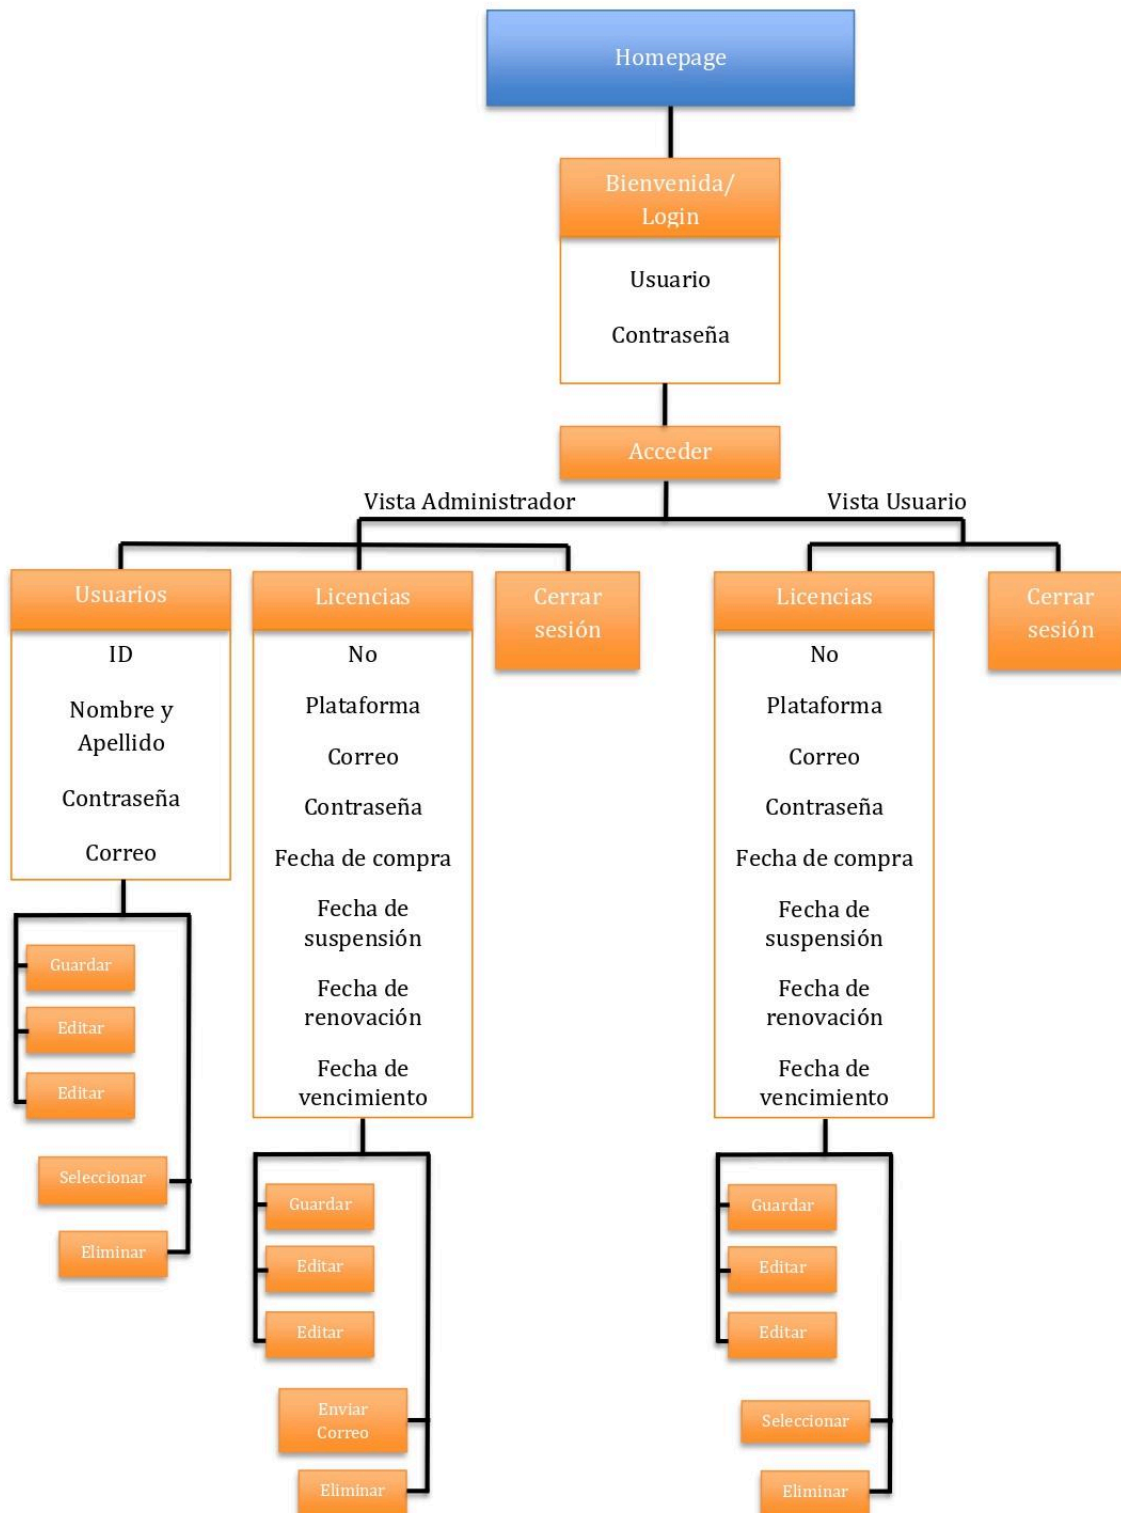 Homepage
Bienvenida/
Login
Usuario
Contraseña
Acceder
Vista Administrador
Vista Usuario
Usuarios
ID
Nombre y
Apellido
Contraseña
Correo
Guardar
Editar
Editar
Seleccionar
Eliminar
Licencias
No
Plataforma
Correo
Contraseña
Fecha de compra
Fecha de
suspensión
Fecha de
renovación
Fecha de
vencimiento
Guardar
Editar
Editar
Enviar
Correo
Eliminar
Cerrar
sesión
Licencias
No
Plataforma
Correo
Contraseña
Fecha de compra
Fecha de
suspensión
Fecha de
renovación
Fecha de
vencimiento
Guardar
Editar
Editar
Seleccionar
Eliminar
Cerrar
sesión